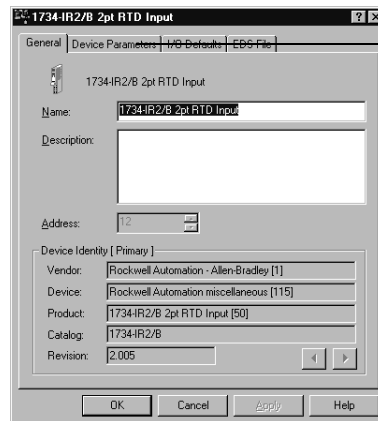 1734-IR2/B 2pt RTD Input
General Device Parameters I/O Defaults EDS File
1734-IR2/B 2pt RTD Input
Name: 1734-IR2/B 2pt RTD Input
Description:
Address: 12
Device Identity [ Primary ]
Vendor: Rockwell Automation - Allen-Bradley [1]
Device: Rockwell Automation miscellaneous [115]
Product: 1734-IR2/B 2pt RTD Input [50]
Catalog: 1734-IR2/B
Revision: 2.005
OK Cancel Apply Help